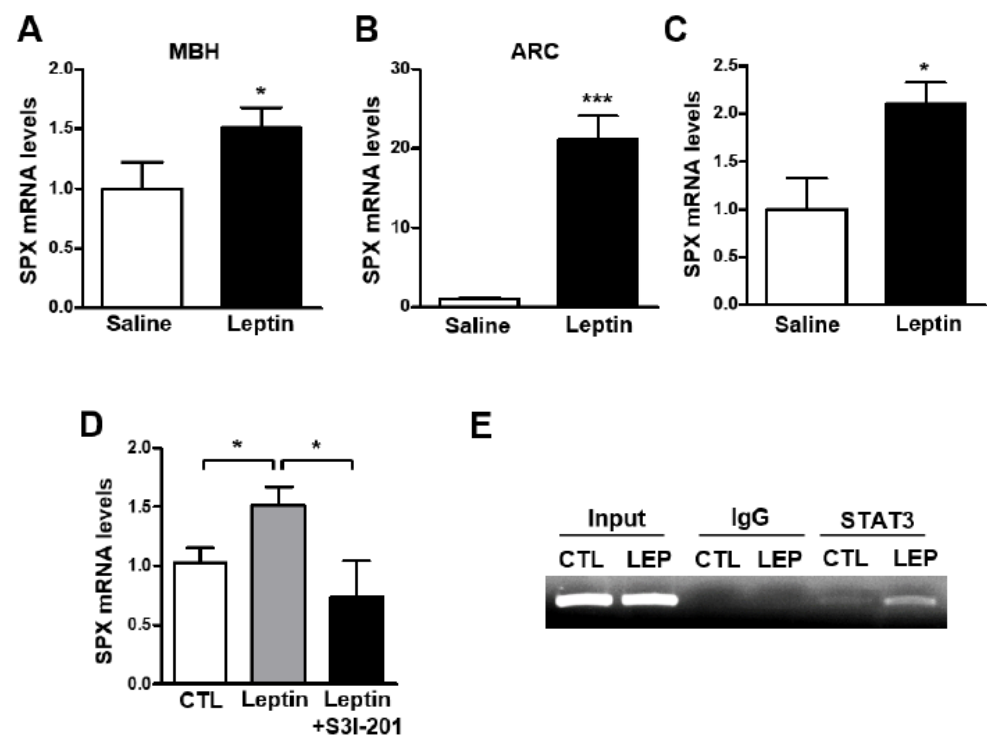 A
MBH
SPX mRNA levels
2.0
1.5
1.0
0.5
0.0
*
Saline Leptin
B
ARC
SPX mRNA levels
30
20
10
0
***
Saline Leptin
C
SPX mRNA levels
2.5
2.0
1.5
1.0
0.5
0.0
*
Saline Leptin
D
SPX mRNA levels
2.0
1.5
1.0
0.5
0.0
* *
CTL Leptin Leptin
+S3I-201
E
Input IgG STAT3
CTL LEP CTL LEP CTL LEP